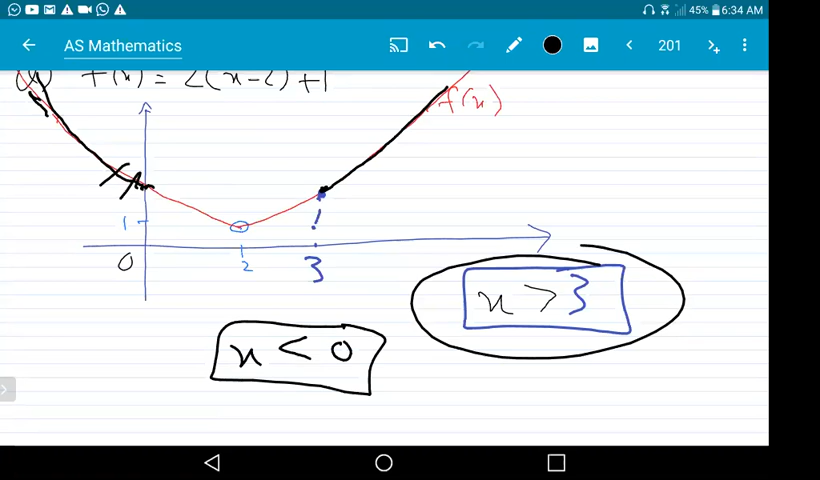 45% 6:34 AM
AS Mathematics
201
f(x) = 2(x-2) + 1
f(x)
1
0
2
3
x > 3
x < 0